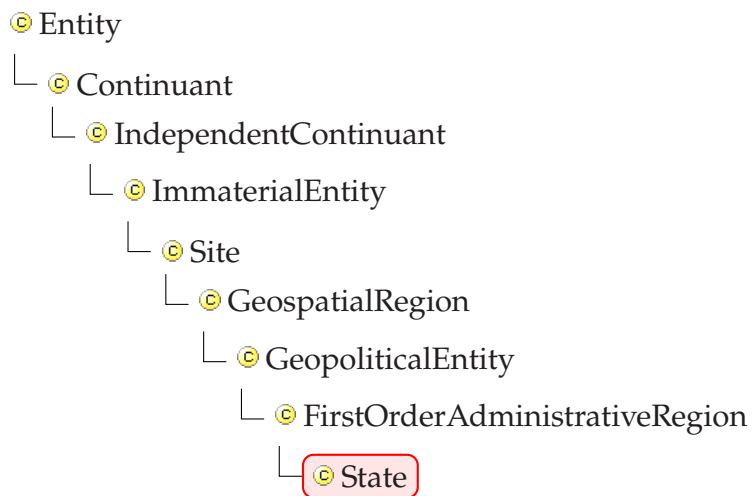 Entity
Continuant
IndependentContinuant
ImmaterialEntity
Site
GeospatialRegion
GeopoliticalEntity
FirstOrderAdministrativeRegion
State